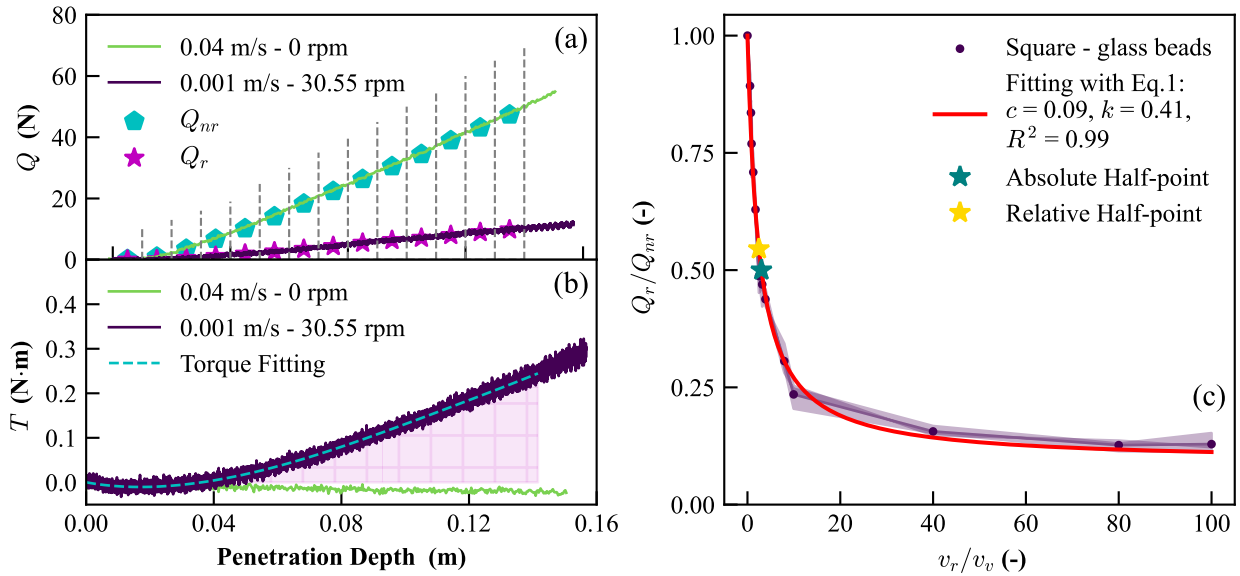 80
60
40
20
0
Q (N)
(a)
0.04 m/s - 0 rpm
0.001 m/s - 30.55 rpm
Q_nr
Q_r
0.4
0.3
0.2
0.1
0.0
T (N·m)
(b)
0.04 m/s - 0 rpm
0.001 m/s - 30.55 rpm
Torque Fitting
0.00 0.04 0.08 0.12 0.16
Penetration Depth (m)
1.00
0.75
0.50
0.25
0.00
Q_r/Q_nr (-)
Square - glass beads
Fitting with Eq.1:
c = 0.09, k = 0.41,
R² = 0.99
Absolute Half-point
Relative Half-point
(c)
0 20 40 60 80 100
v_r/v_v (-)